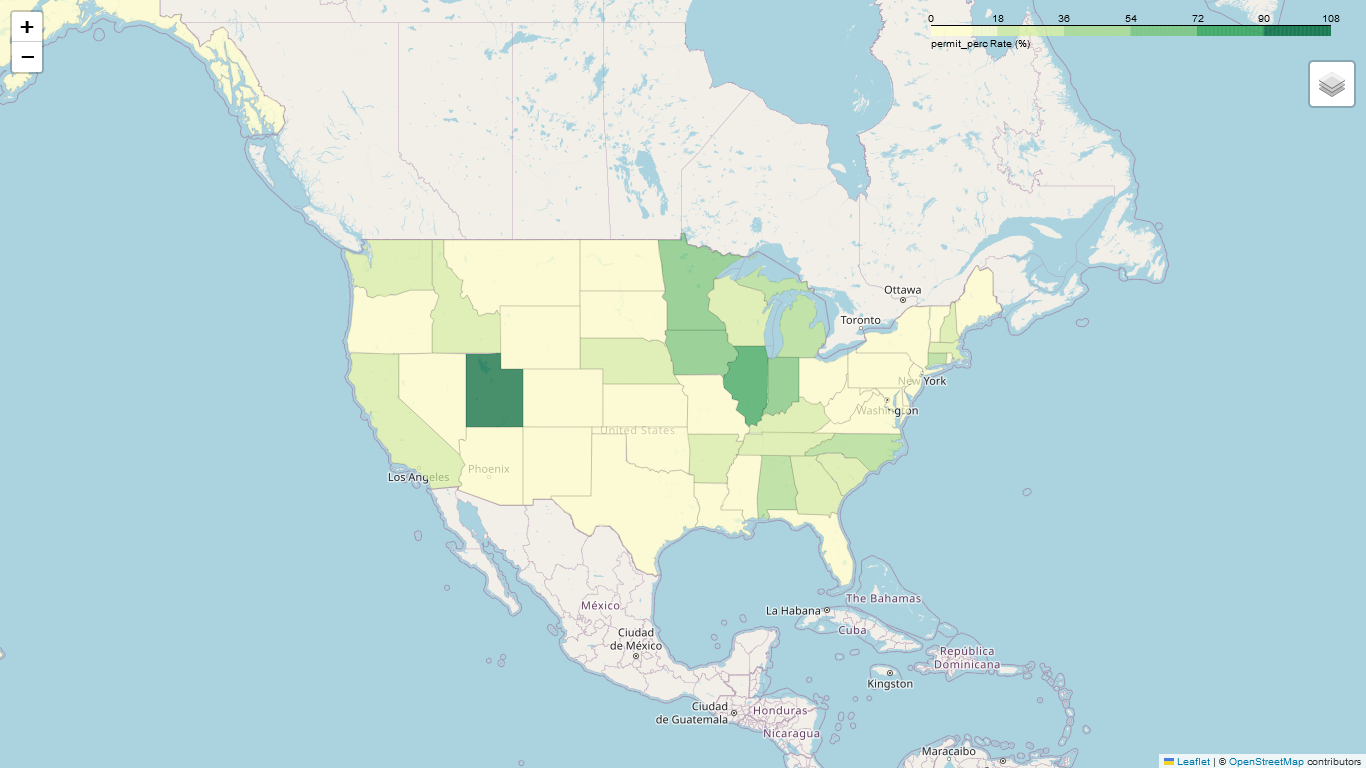 +
−
0 18 36 54 72 90 108
permit_perc Rate (%)
Ottawa
Toronto
New York
Washington
United States
Phoenix
Los Angeles
The Bahamas
México
La Habana
Cuba
Ciudad
de México
República
Dominicana
Kingston
Ciudad
de Guatemala
Honduras
Nicaragua
Maracaibo
Leaflet | © OpenStreetMap contributors